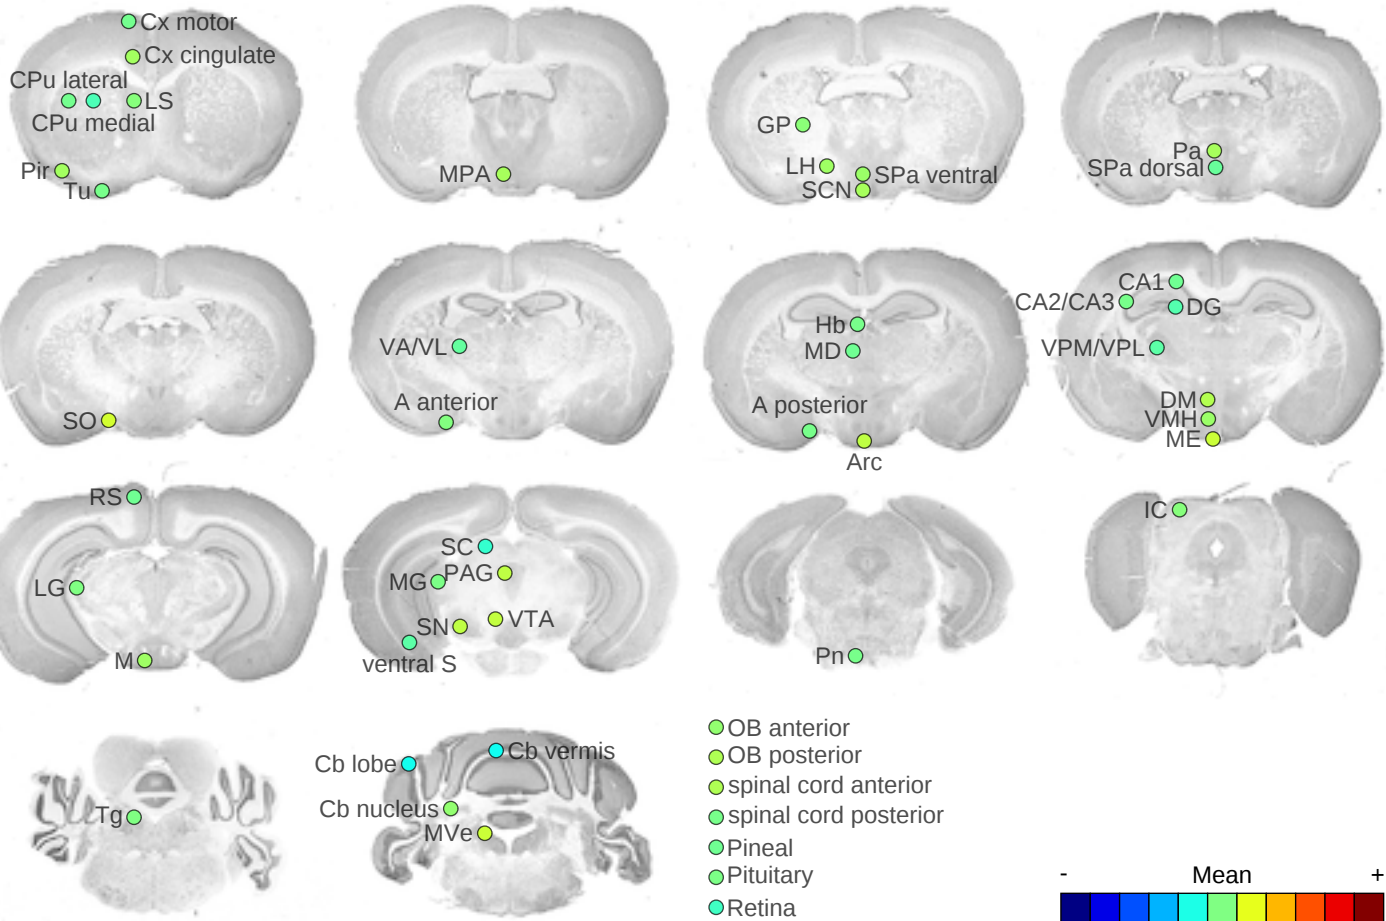 Cx motor
Cx cingulate
CPu lateral
LS
CPu medial
Pir
Tu
MPA
GP
LH
SPa ventral
SCN
Pa
SPa dorsal
SO
VA/VL
A anterior
Hb
MD
A posterior
Arc
CA1
CA2/CA3
DG
VPM/VPL
DM
VMH
ME
RS
LG
M
SC
PAG
MG
SN
VTA
ventral S
Pn
IC
Tg
Cb lobe
Cb vermis
Cb nucleus
MVe
OB anterior
OB posterior
spinal cord anterior
spinal cord posterior
Pineal
Pituitary
Retina
- Mean +